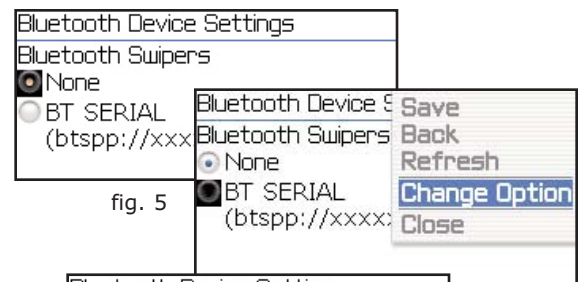 Bluetooth Device Settings
Bluetooth Swipers
None
BT SERIAL
(btspp://xxx
fig. 5
Bluetooth Device S
Bluetooth Swipers
None
BT SERIAL
(btspp://xxxx
Save
Back
Refresh
Change Option
Close